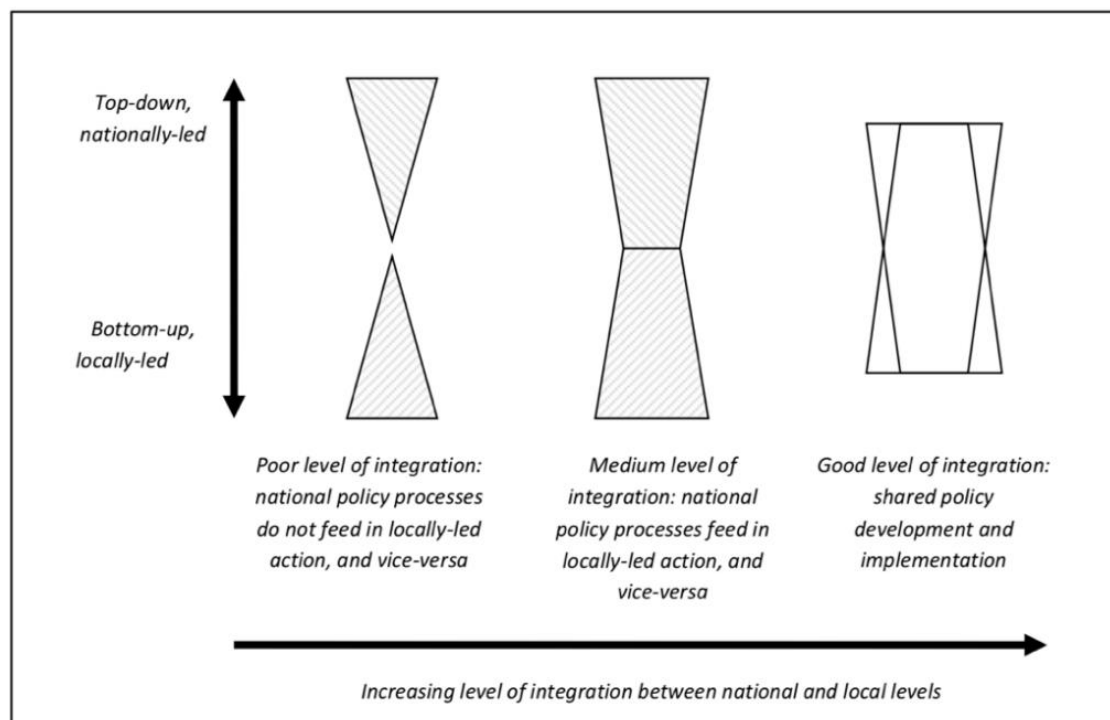 Top-down,
nationally-led
Bottom-up,
locally-led
Poor level of integration:
national policy processes
do not feed in locally-led
action, and vice-versa
Medium level of
integration: national
policy processes feed in
locally-led action, and
vice-versa
Good level of integration:
shared policy
development and
implementation
Increasing level of integration between national and local levels